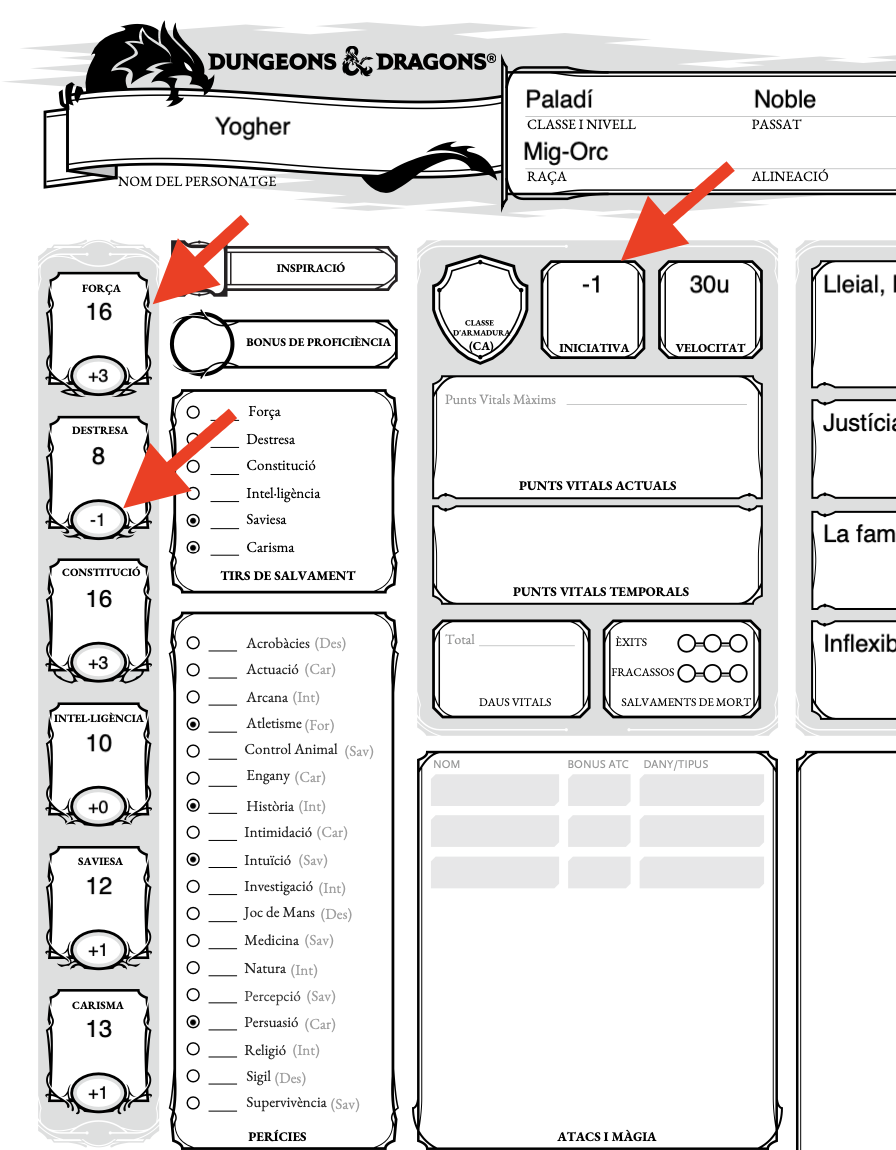 DUNGEONS & DRAGONS®
Yogher
NOM DEL PERSONATGE
Paladí Noble
CLASSE I NIVELL PASSAT
Mig-Orc
RAÇA ALINEACIÓ
FORÇA
16
+3
DESTRESA
8
-1
CONSTITUCIÓ
16
+3
INTEL·LIGÈNCIA
10
+0
SAVIESA
12
+1
CARISMA
13
+1
INSPIRACIÓ
BONUS DE PROFICIÈNCIA
Força
Destresa
Constitució
Intel·ligència
Saviesa
Carisma
TIRS DE SALVAMENT
Acrobàcies (Des)
Actuació (Car)
Arcana (Int)
Atletisme (For)
Control Animal (Sav)
Engany (Car)
Història (Int)
Intimidació (Car)
Intuïció (Sav)
Investigació (Int)
Joc de Mans (Des)
Medicina (Sav)
Natura (Int)
Percepció (Sav)
Persuasió (Car)
Religió (Int)
Sigil (Des)
Supervivència (Sav)
PERÍCIES
CLASSE
D'ARMADURA
(CA)
-1
INICIATIVA
30u
VELOCITAT
Punts Vitals Màxims
PUNTS VITALS ACTUALS
PUNTS VITALS TEMPORALS
Total
DAUS VITALS
ÈXITS
FRACASSOS
SALVAMENTS DE MORT
NOM BONUS ATC DANY/TIPUS
ATACS I MÀGIA
Lleial,
Justícia
La fam
Inflexib